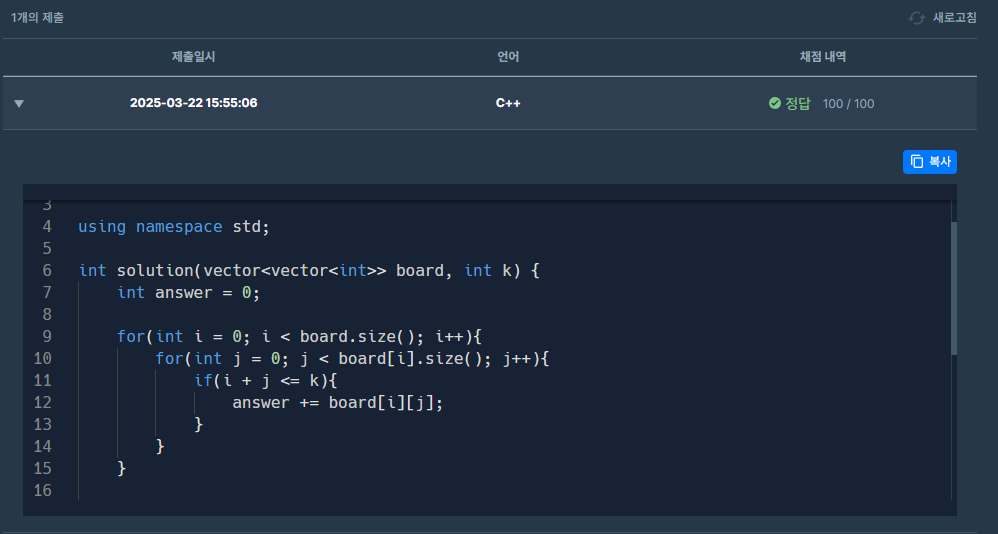 1개의 제출
새로고침
제출일시 언어 채점 내역
2025-03-22 15:55:06 C++ 정답 100 / 100
복사
3
4 using namespace std;
5
6 int solution(vector<vector<int>> board, int k) {
7     int answer = 0;
8
9     for(int i = 0; i < board.size(); i++){
10         for(int j = 0; j < board[i].size(); j++){
11             if(i + j <= k){
12                 answer += board[i][j];
13             }
14         }
15     }
16